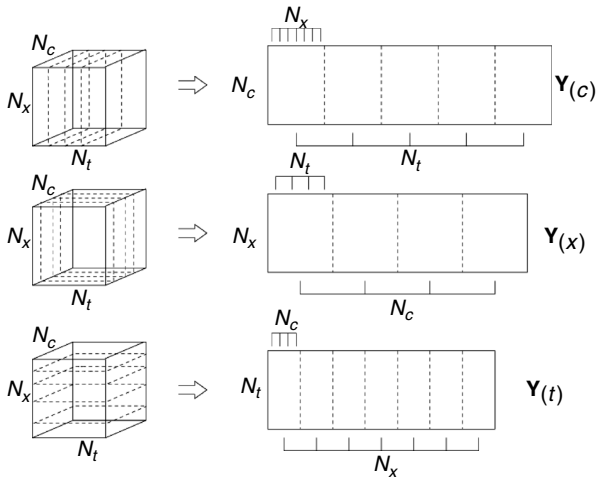 N_c N_x
N_x N_c Y_(c)
N_t N_t
N_c N_t
N_x N_x Y_(x)
N_t N_c
N_c N_c
N_x N_t Y_(t)
N_t N_x